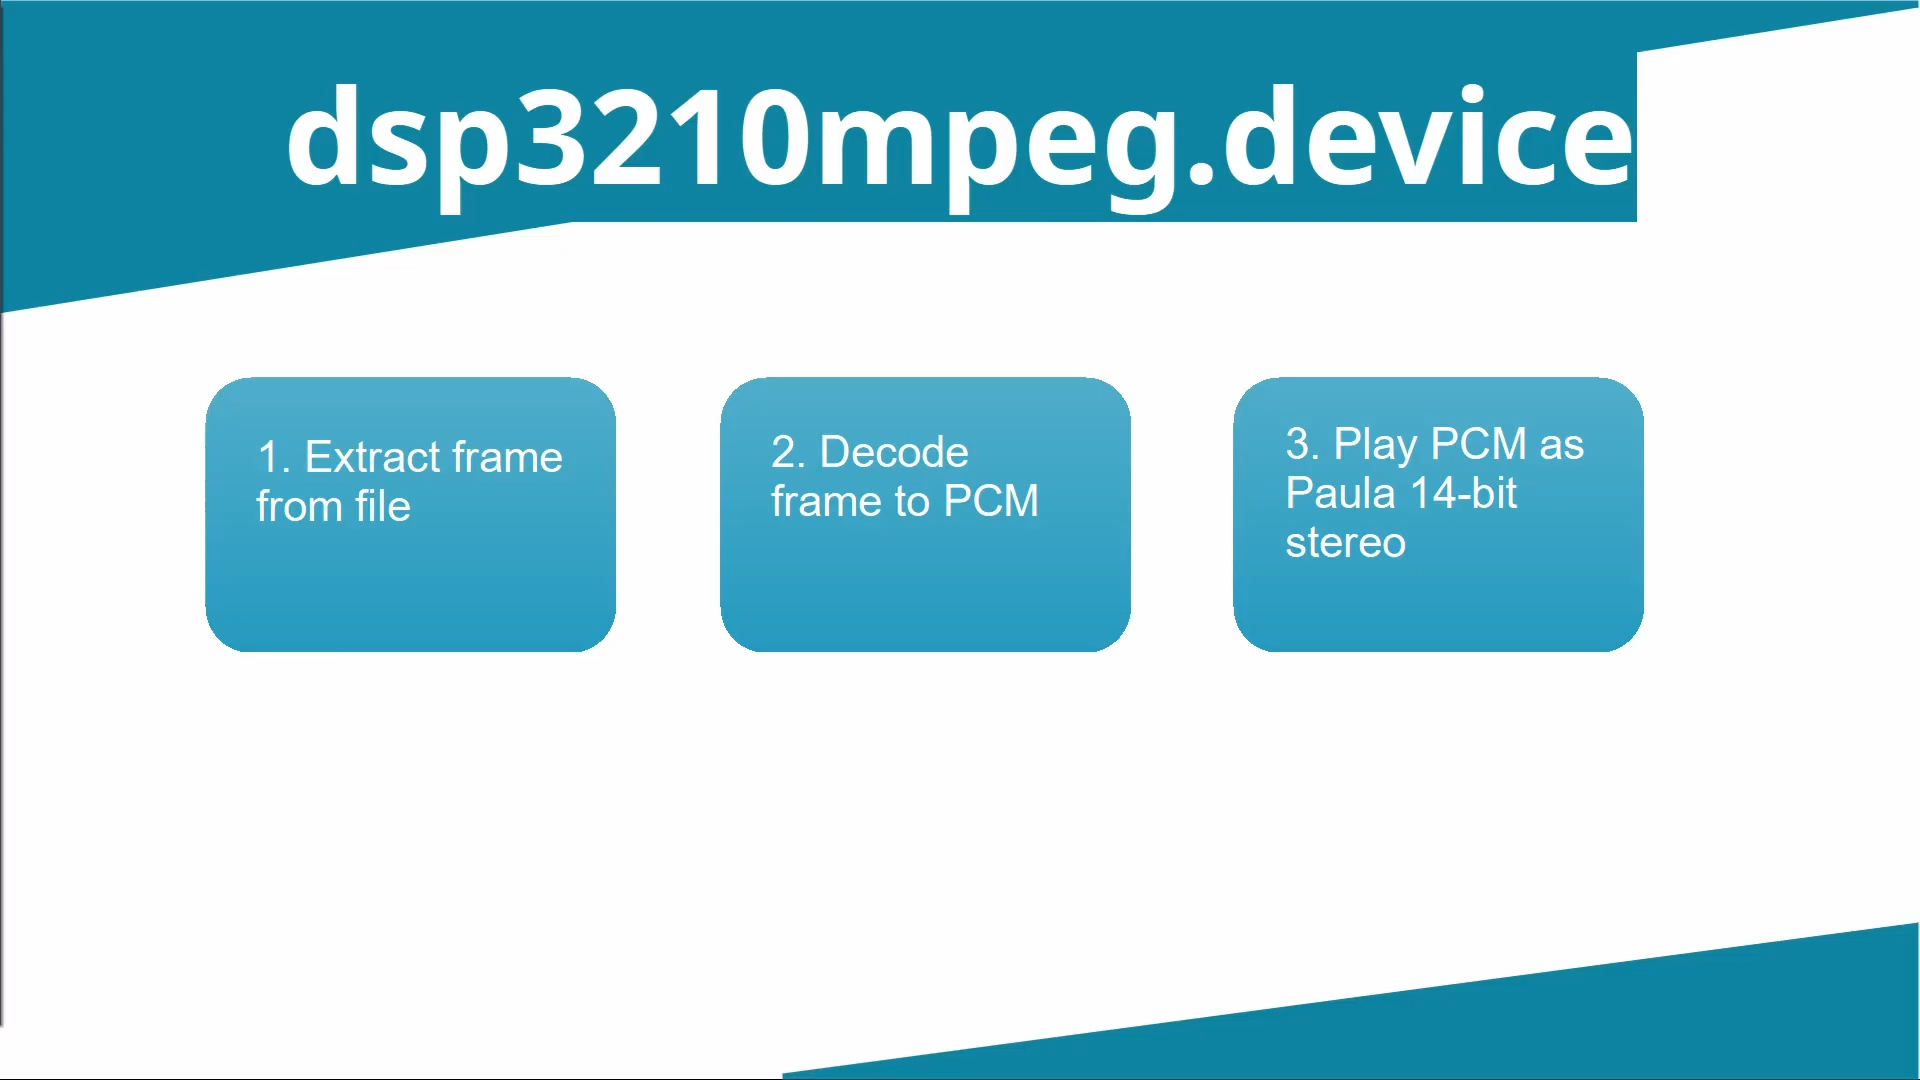 dsp3210mpeg.device
1. Extract frame
from file
2. Decode
frame to PCM
3. Play PCM as
Paula 14-bit
stereo